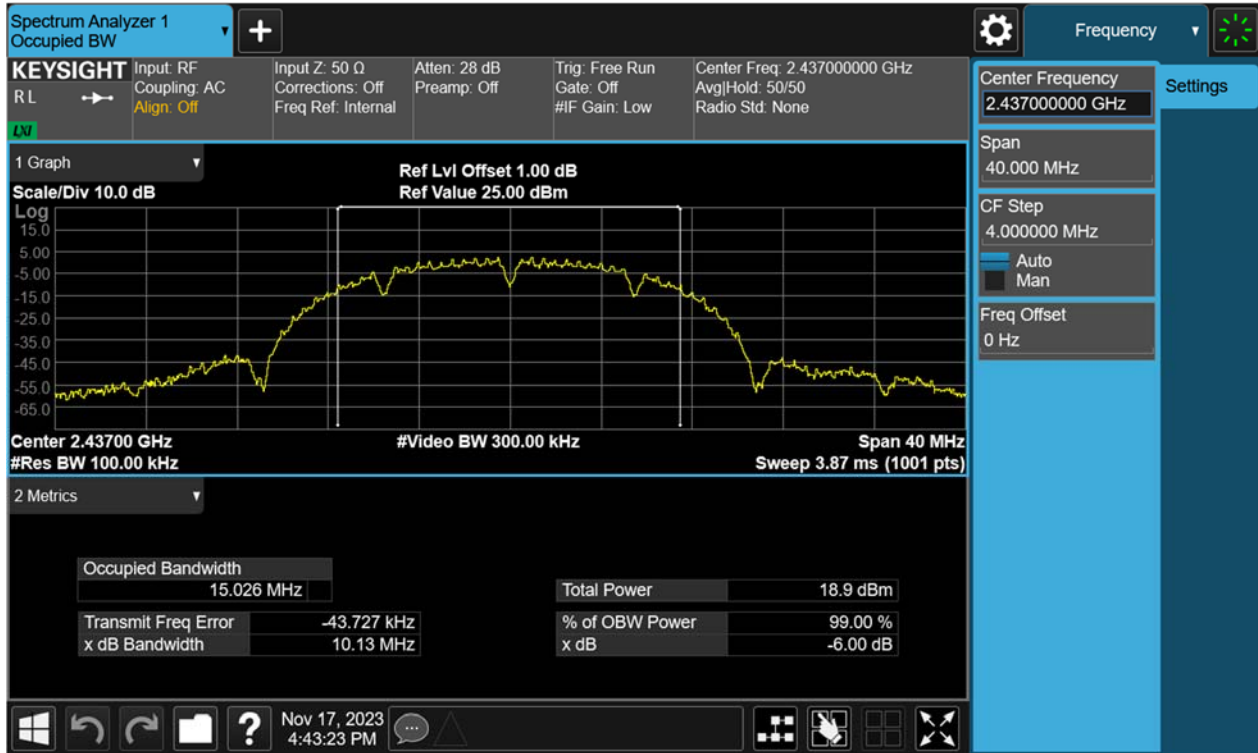 Spectrum Analyzer 1
Occupied BW
+
Frequency
KEYSIGHT
RL
LXI
Input: RF
Coupling: AC
Align: Off
Input Z: 50 Ω
Corrections: Off
Freq Ref: Internal
Atten: 28 dB
Preamp: Off
Trig: Free Run
Gate: Off
#IF Gain: Low
Center Freq: 2.437000000 GHz
Avg|Hold: 50/50
Radio Std: None
Center Frequency
2.437000000 GHz
Settings
Span
40.000 MHz
CF Step
4.000000 MHz
Auto
Man
Freq Offset
0 Hz
1 Graph
Scale/Div 10.0 dB
Ref Lvl Offset 1.00 dB
Ref Value 25.00 dBm
Log
15.0
5.00
-5.00
-15.0
-25.0
-35.0
-45.0
-55.0
-65.0
Center 2.43700 GHz
#Video BW 300.00 kHz
Span 40 MHz
#Res BW 100.00 kHz
Sweep 3.87 ms (1001 pts)
2 Metrics
Occupied Bandwidth
15.026 MHz
Total Power 18.9 dBm
Transmit Freq Error -43.727 kHz
% of OBW Power 99.00 %
x dB Bandwidth 10.13 MHz
x dB -6.00 dB
?
Nov 17, 2023
4:43:23 PM